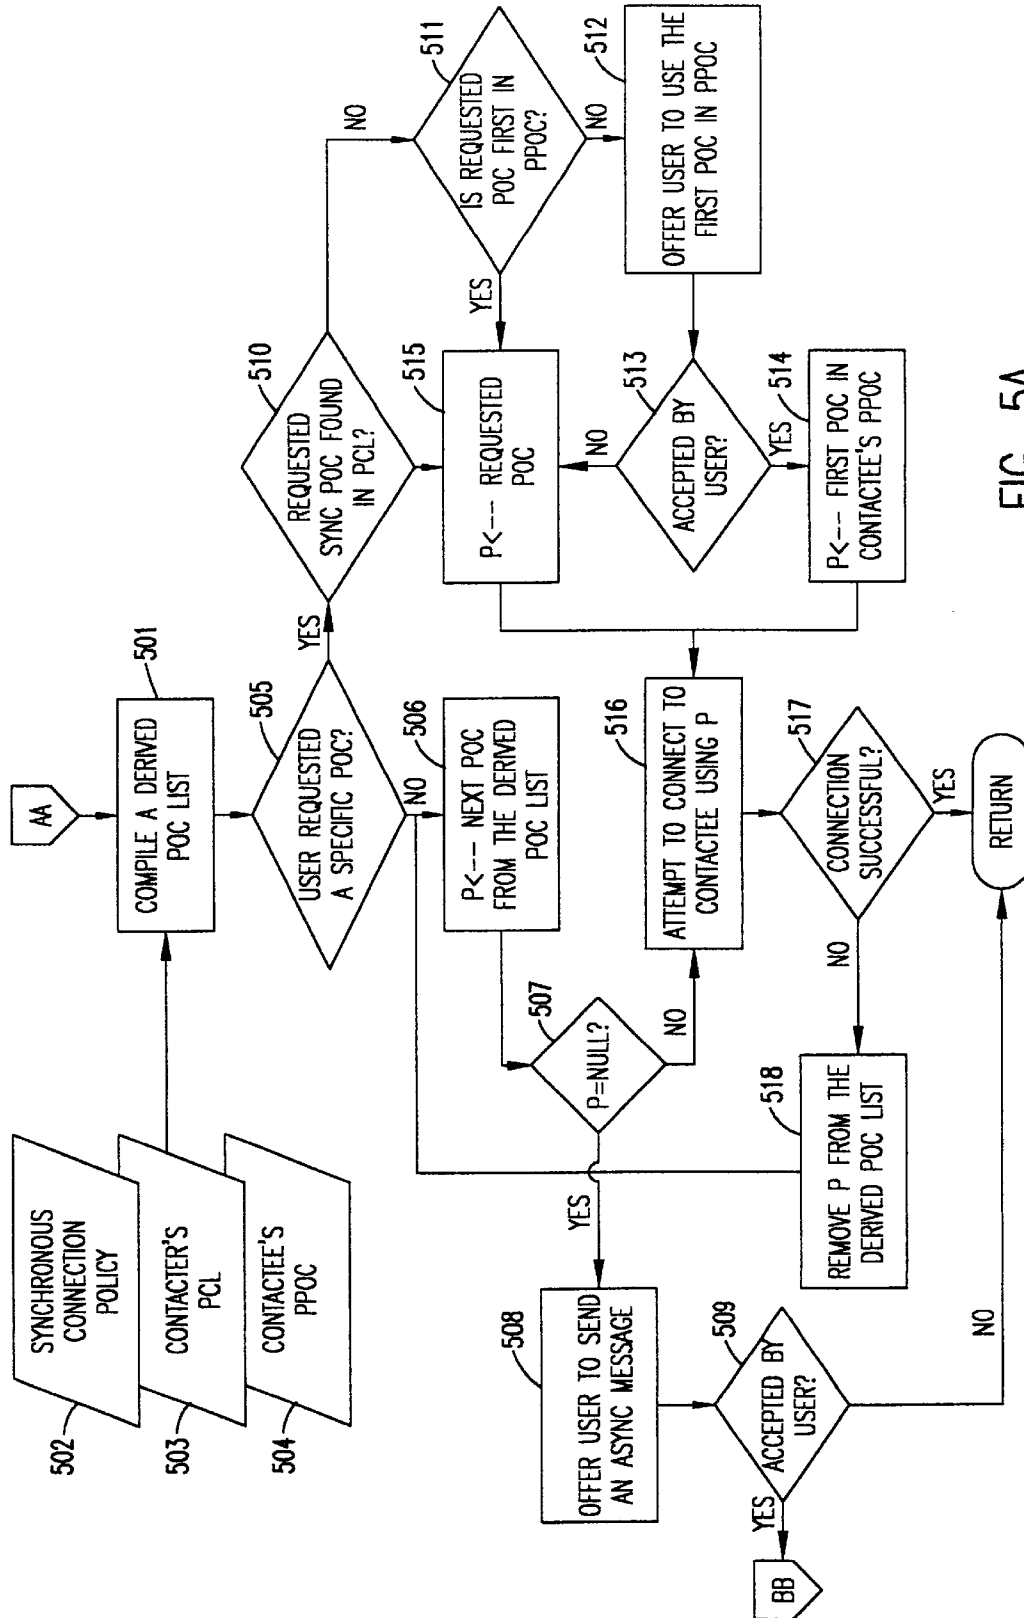 AA
501
COMPILE A DERIVED
POC LIST
SYNCHRONOUS
CONNECTION
POLICY
502
CONTACTER'S
PCL
503
CONTACTEE'S
PPOC
504
505
USER REQUESTED
A SPECIFIC POC?
YES
NO
506
P<--- NEXT POC
FROM THE DERIVED
POC LIST
507
P=NULL?
YES
NO
508
OFFER USER TO SEND
AN ASYNC MESSAGE
509
ACCEPTED BY
USER?
YES
NO
BB
510
REQUESTED
SYNC POC FOUND
IN PCL?
NO
511
IS REQUESTED
POC FIRST IN
PPOC?
YES
NO
512
OFFER USER TO USE THE
FIRST POC IN PPOC
513
ACCEPTED BY
USER?
NO
YES
514
P<--- FIRST POC IN
CONTACTEE'S PPOC
515
P<--- REQUESTED
POC
516
ATTEMPT TO CONNECT TO
CONTACTEE USING P
517
CONNECTION
SUCCESSFUL?
NO
YES
518
REMOVE P FROM THE
DERIVED POC LIST
RETURN
FIG. 5A